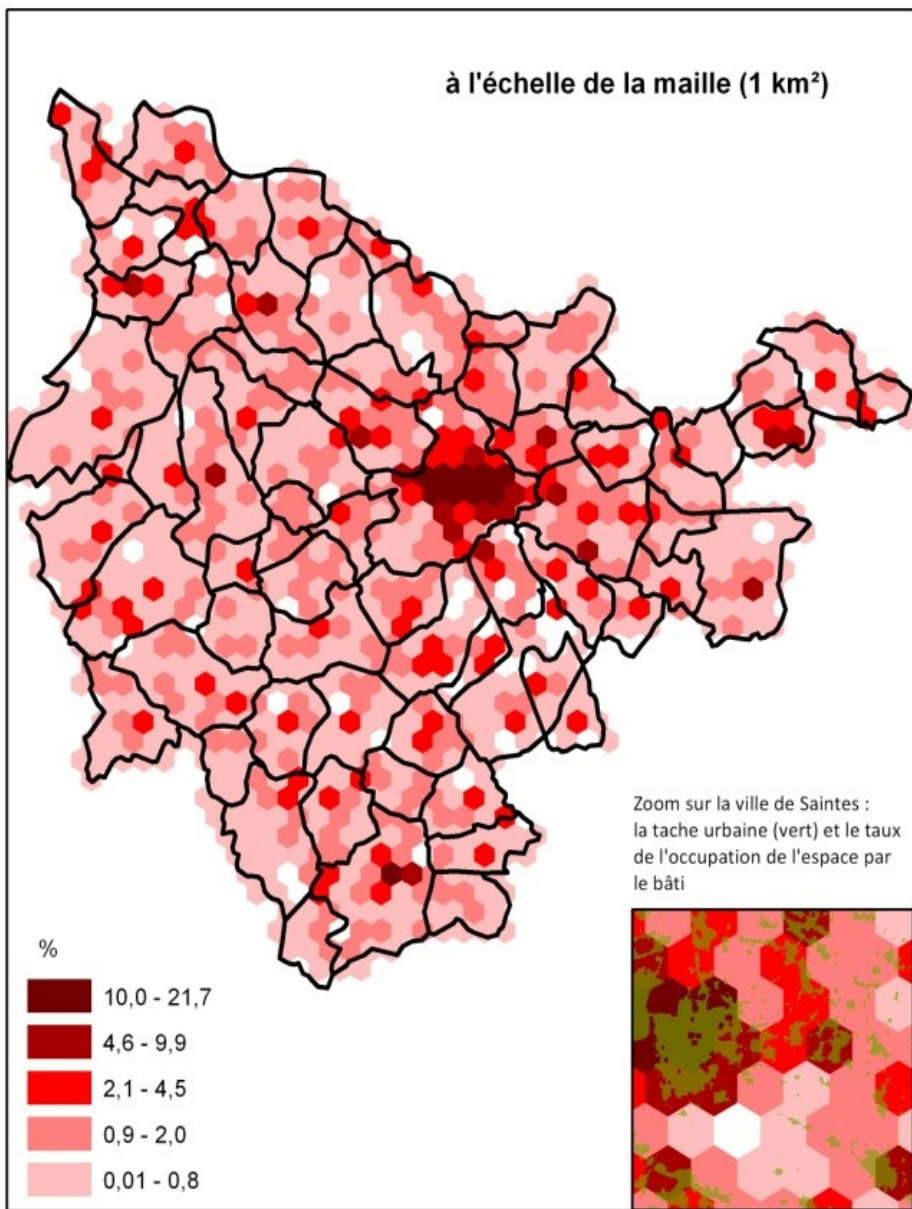 à l'échelle de la maille (1 km²)
Zoom sur la ville de Saintes :
la tache urbaine (vert) et le taux
de l'occupation de l'espace par
le bâti
%
10,0 - 21,7
4,6 - 9,9
2,1 - 4,5
0,9 - 2,0
0,01 - 0,8